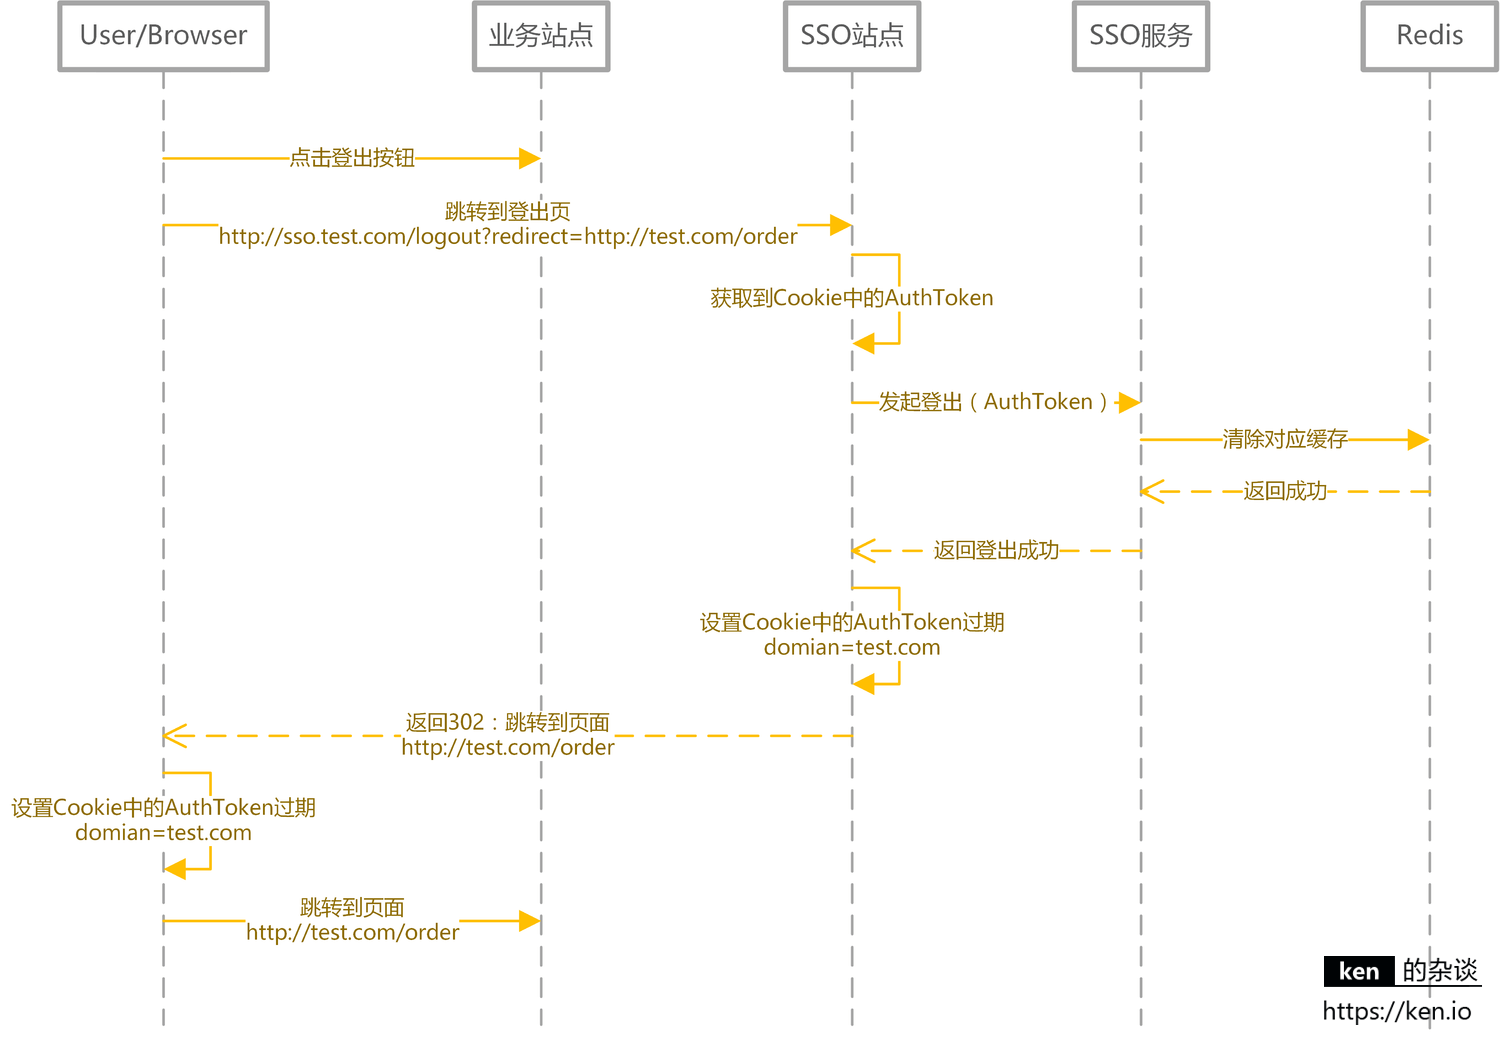 User/Browser
业务站点
SSO站点
SSO服务
Redis
点击登出按钮
跳转到登出页
http://sso.test.com/logout?redirect=http://test.com/order
获取到Cookie中的AuthToken
发起登出（AuthToken）
清除对应缓存
返回成功
返回登出成功
设置Cookie中的AuthToken过期
domian=test.com
返回302：跳转到页面
http://test.com/order
设置Cookie中的AuthToken过期
domian=test.com
跳转到页面
http://test.com/order
ken 的杂谈
https://ken.io